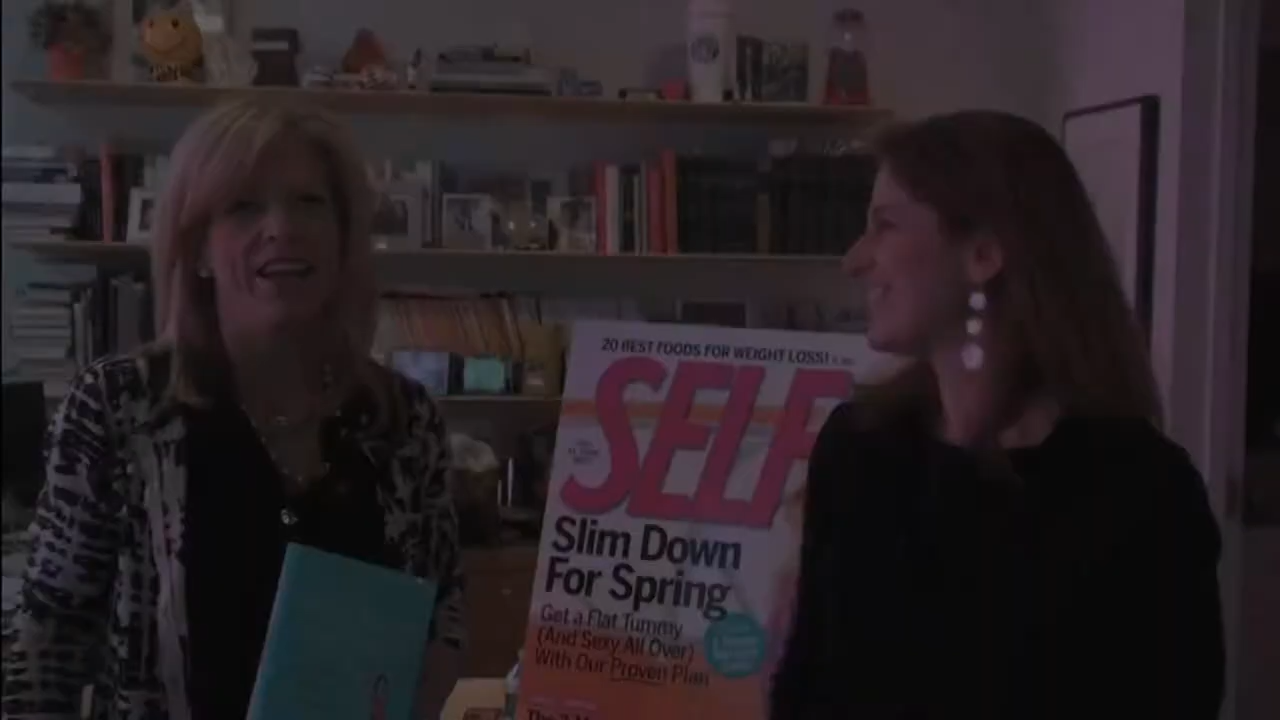 20 BEST FOODS FOR WEIGHT LOSS!
SELF
Slim Down
For Spring
Get a Flat Tummy
(And Sexy All Over)
With Our Proven Plan